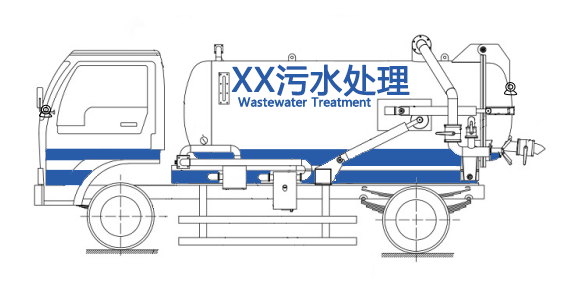 XX污水处理
Wastewater Treatment